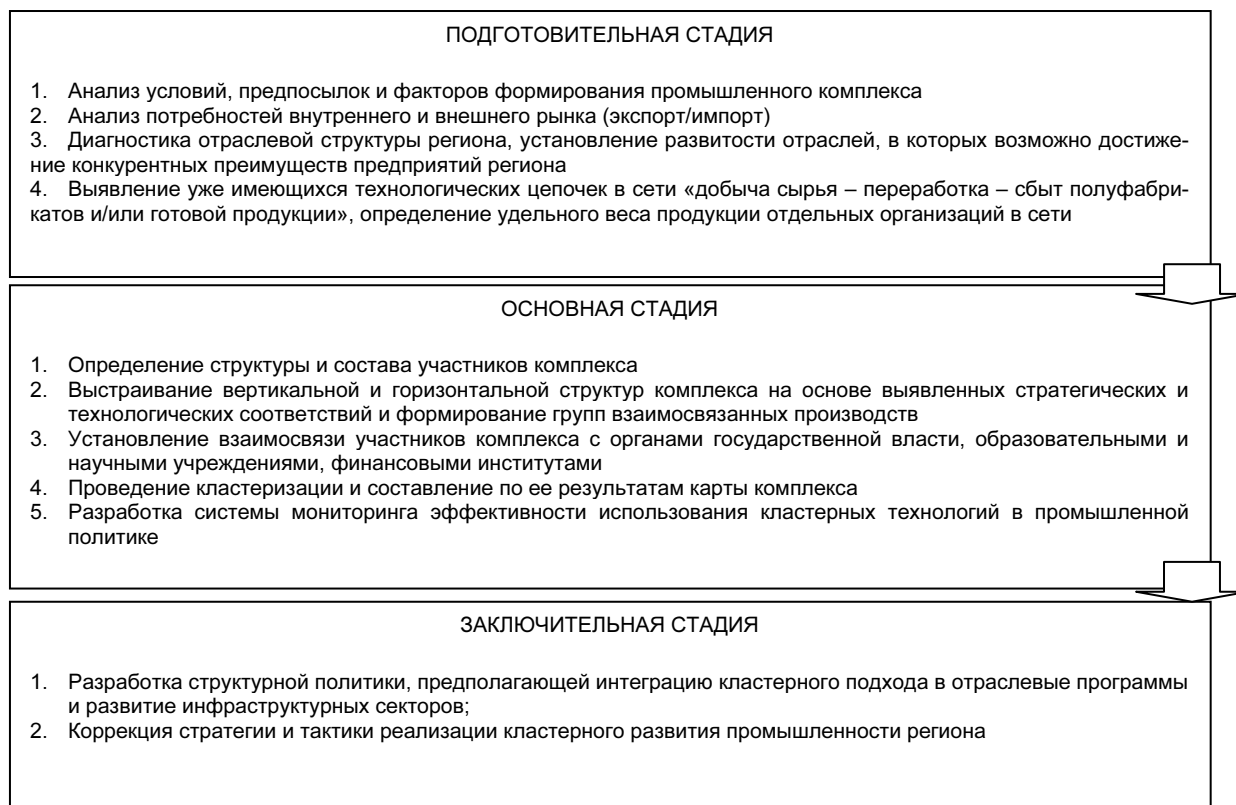 ПОДГОТОВИТЕЛЬНАЯ СТАДИЯ
1. Анализ условий, предпосылок и факторов формирования промышленного комплекса
2. Анализ потребностей внутреннего и внешнего рынка (экспорт/импорт)
3. Диагностика отраслевой структуры региона, установление развитости отраслей, в которых возможно достиже-
ние конкурентных преимуществ предприятий региона
4. Выявление уже имеющихся технологических цепочек в сети «добыча сырья – переработка – сбыт полуфабри-
катов и/или готовой продукции», определение удельного веса продукции отдельных организаций в сети
ОСНОВНАЯ СТАДИЯ
1. Определение структуры и состава участников комплекса
2. Выстраивание вертикальной и горизонтальной структур комплекса на основе выявленных стратегических и
технологических соответствий и формирование групп взаимосвязанных производств
3. Установление взаимосвязи участников комплекса с органами государственной власти, образовательными и
научными учреждениями, финансовыми институтами
4. Проведение кластеризации и составление по ее результатам карты комплекса
5. Разработка системы мониторинга эффективности использования кластерных технологий в промышленной
политике
ЗАКЛЮЧИТЕЛЬНАЯ СТАДИЯ
1. Разработка структурной политики, предполагающей интеграцию кластерного подхода в отраслевые программы
и развитие инфраструктурных секторов;
2. Коррекция стратегии и тактики реализации кластерного развития промышленности региона